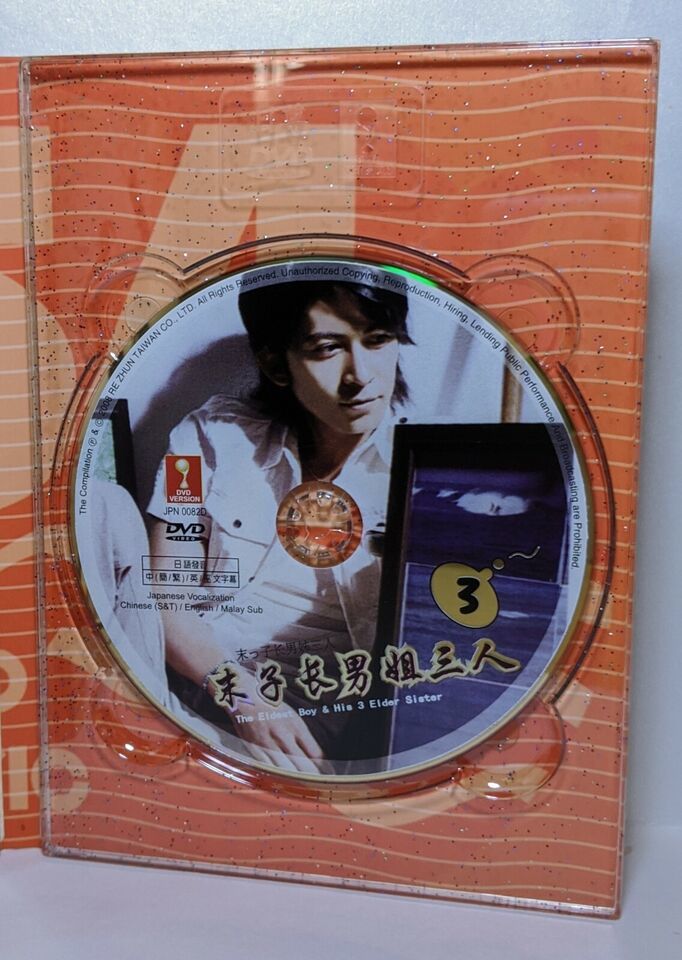 The Compilation ℗ & © 2008 RE ZHUN TAIWAN CO., LTD. All Rights Reserved. Unauthorized Copying, Reproduction, Hiring, Lending Public Performance And Broadcasting are Prohibited.
DVD
VERSION
JPN 0082D
DVD
VIDEO
日語發音
中(簡/繁)/英/巫文字幕
Japanese Vocalization
Chinese (S&T) / English / Malay Sub
3
末っ子长男姉三人
末子长男姐三人
The Eldest Boy & His 3 Elder Sister